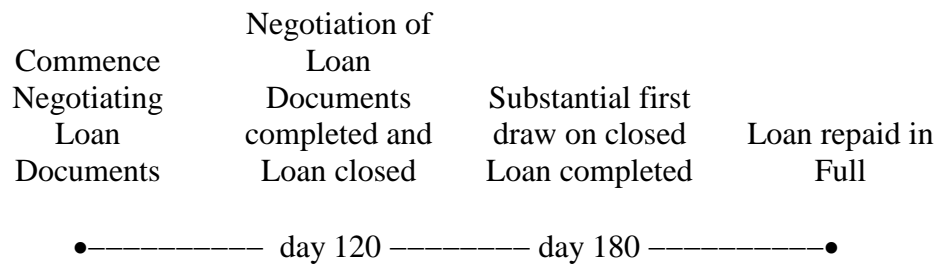 Commence
Negotiating
Loan
Documents
Negotiation of
Loan
Documents
completed and
Loan closed
Substantial first
draw on closed
Loan completed
Loan repaid in
Full
•–––––––––– day 120 –––––––– day 180 ––––––––––•